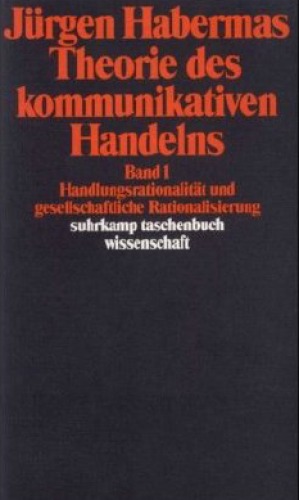 Jürgen Habermas
Theorie des
kommunikativen
Handelns
Band 1
Handlungsrationalität und
gesellschaftliche Rationalisierung
suhrkamp taschenbuch
wissenschaft